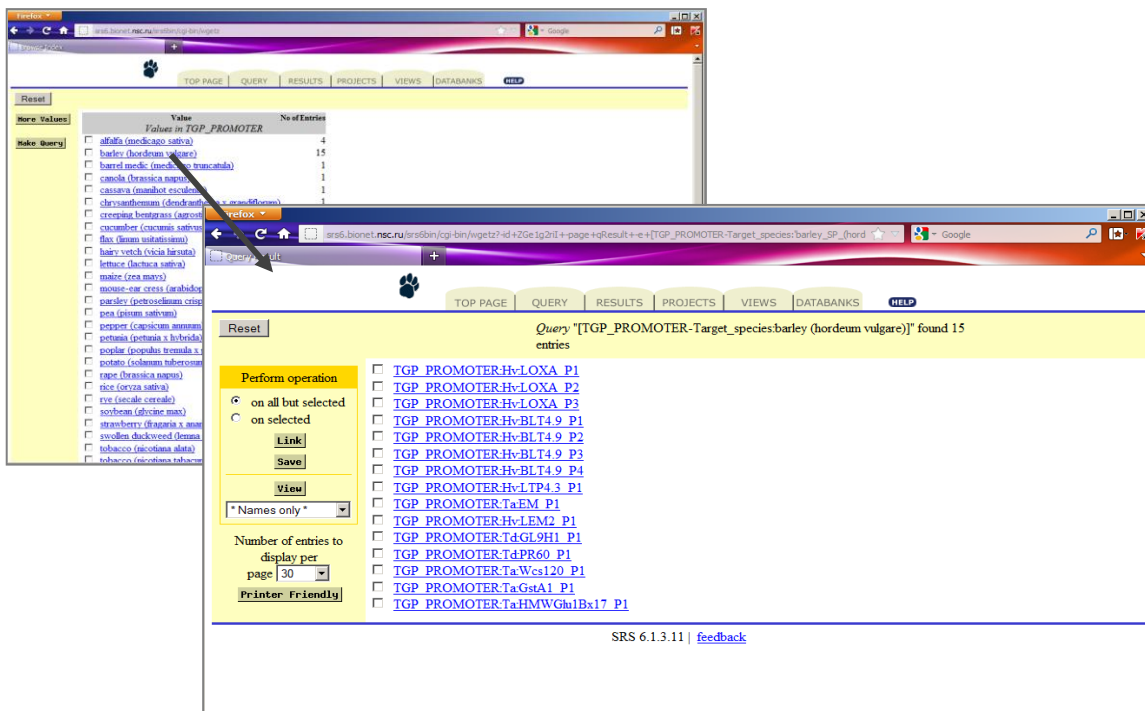 Firefox
srs6.bionet.nsc.ru/srs6bin/cgi-bin/wgetz
Google
Browse Index
+
TOP PAGE QUERY RESULTS PROJECTS VIEWS DATABANKS HELP
Reset
More Values
Make Query
Value No of Entries
Values in TGP_PROMOTER
alfalfa (medicago sativa) 4
barley (hordeum vulgare) 15
barrel medic (medicago truncatula) 1
canola (brassica napus) 1
cassava (manihot esculenta) 1
chrysanthemum (dendranthema x grandiflorum) 1
creeping bentgrass (agrosti
cucumber (cucumis sativus
flax (linum usitatissimu)
hairy vetch (vicia hirsuta)
lettuce (lactuca sativa)
maize (zea mays)
mouse-ear cress (arabidop
parsley (petroselinum crisp
pea (pisum sativum)
pepper (capsicum annuum
petunia (petunia x hybrida)
poplar (populus tremula x
potato (solanum tuberosum
rape (brassica napus)
rice (oryza sativa)
rye (secale cereale)
soybean (glycine max)
strawberry (fragaria x anan
swollen duckweed (lemna
tobacco (nicotiana alata)
tobacco (nicotiana tabacum
Firefox
srs6.bionet.nsc.ru/srs6bin/cgi-bin/wgetz?-id+ZGe1g2riI+-page+qResult+-e+[TGP_PROMOTER-Target_species:'barley_SP_(hord
Google
Query Result
+
TOP PAGE QUERY RESULTS PROJECTS VIEWS DATABANKS HELP
Reset
Query "[TGP_PROMOTER-Target_species:barley (hordeum vulgare)]" found 15
entries
Perform operation
on all but selected
on selected
Link
Save
View
* Names only *
Number of entries to
display per
page 30
Printer Friendly
TGP_PROMOTER:Hv:LOXA_P1
TGP_PROMOTER:Hv:LOXA_P2
TGP_PROMOTER:Hv:LOXA_P3
TGP_PROMOTER:Hv:BLT4.9_P1
TGP_PROMOTER:Hv:BLT4.9_P2
TGP_PROMOTER:Hv:BLT4.9_P3
TGP_PROMOTER:Hv:BLT4.9_P4
TGP_PROMOTER:Hv:LTP4.3_P1
TGP_PROMOTER:Ta:EM_P1
TGP_PROMOTER:Hv:LEM2_P1
TGP_PROMOTER:Td:GL9H1_P1
TGP_PROMOTER:Td:PR60_P1
TGP_PROMOTER:Ta:Wcs120_P1
TGP_PROMOTER:Ta:GstA1_P1
TGP_PROMOTER:Ta:HMWGlu1Bx17_P1
SRS 6.1.3.11 | feedback